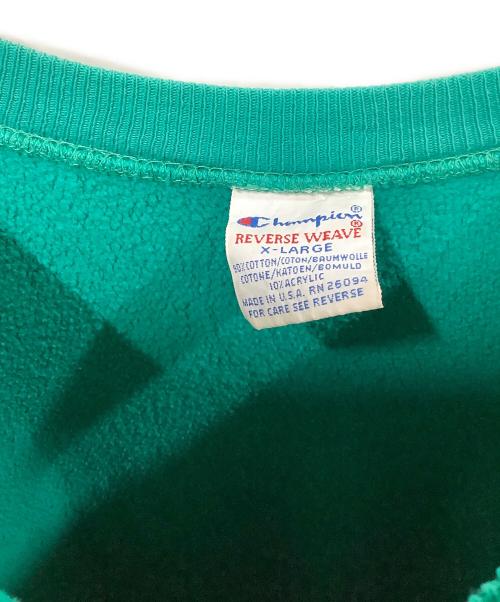 Champion®
REVERSE WEAVE®
X-LARGE
90% COTTON/COTON/BAUMWOLLE
COTONE/KATOEN/BOMULD
10% ACRYLIC
MADE IN U.S.A. RN 26094
FOR CARE SEE REVERSE